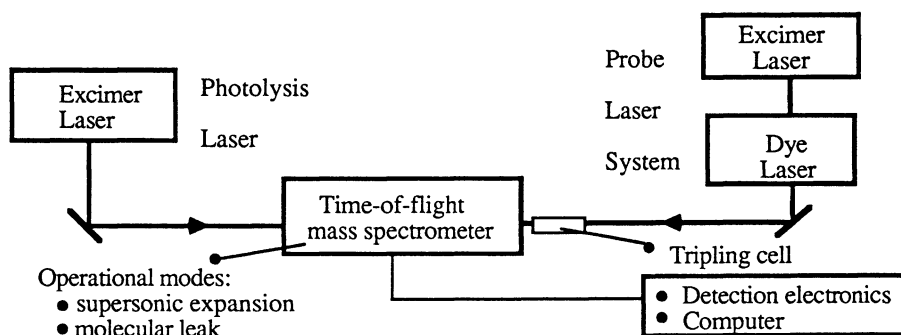 Excimer
Laser
Photolysis
Laser
Probe
Laser
System
Excimer
Laser
Dye
Laser
Time-of-flight
mass spectrometer
Tripling cell
Operational modes:
● supersonic expansion
● molecular leak
● Detection electronics
● Computer